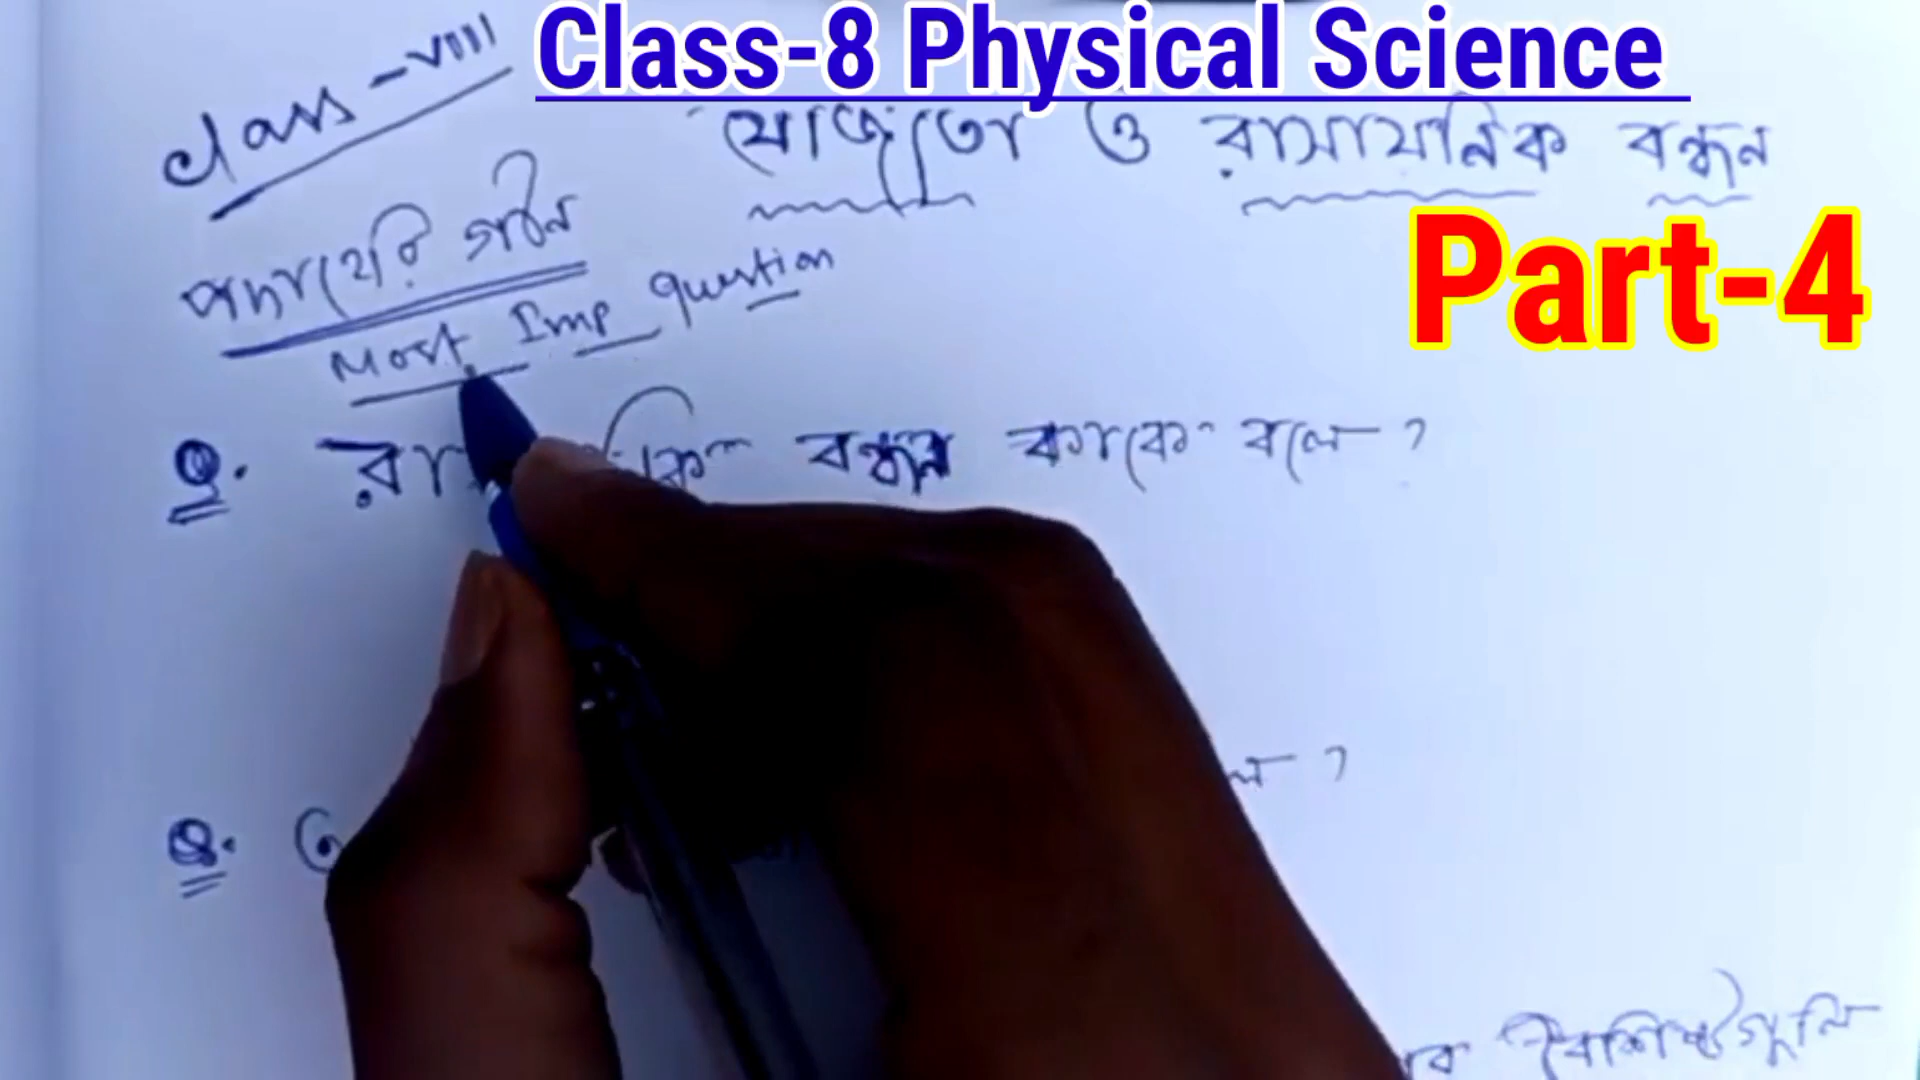 Class-8 Physical Science
Class-VIII
যোজ্যতা ও রাসায়নিক বন্ধন
পদার্থের গঠন
Part-4
Most Imp Question
Q. বন্ধন কাকে বলে ?
Q.
?
বৈশিষ্ট্যগুলি